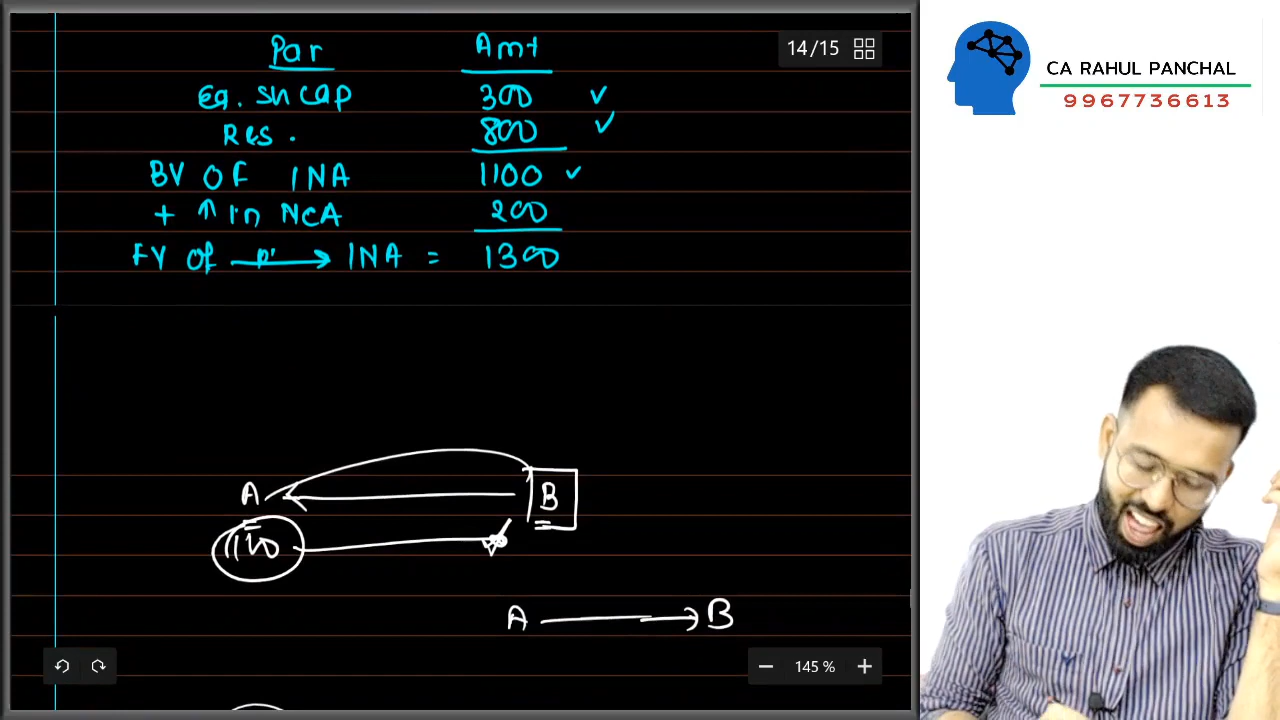 Par Amt
Eq. Sh Cap 300
Res. 800
BV OF INA 1100
+ ↑ in NCA 200
FV of → INA = 1300
A B
A → B
14/15
145 %
CA RAHUL PANCHAL
9967736613